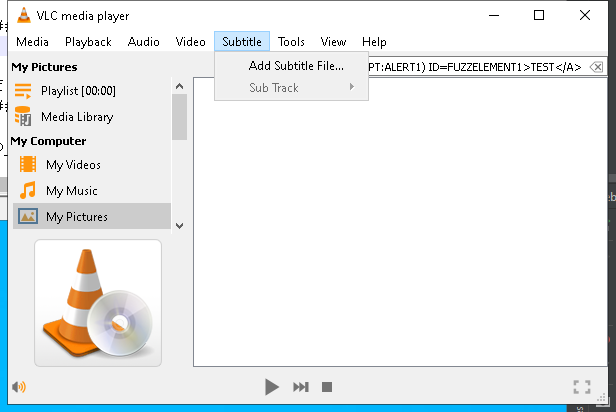 VLC media player
Media Playback Audio Video Subtitle Tools View Help
My Pictures
PT:ALERT1) ID=FUZZELEMENT1>TEST</A>
Add Subtitle File...
Sub Track
Playlist [00:00]
Media Library
My Computer
My Videos
My Music
My Pictures